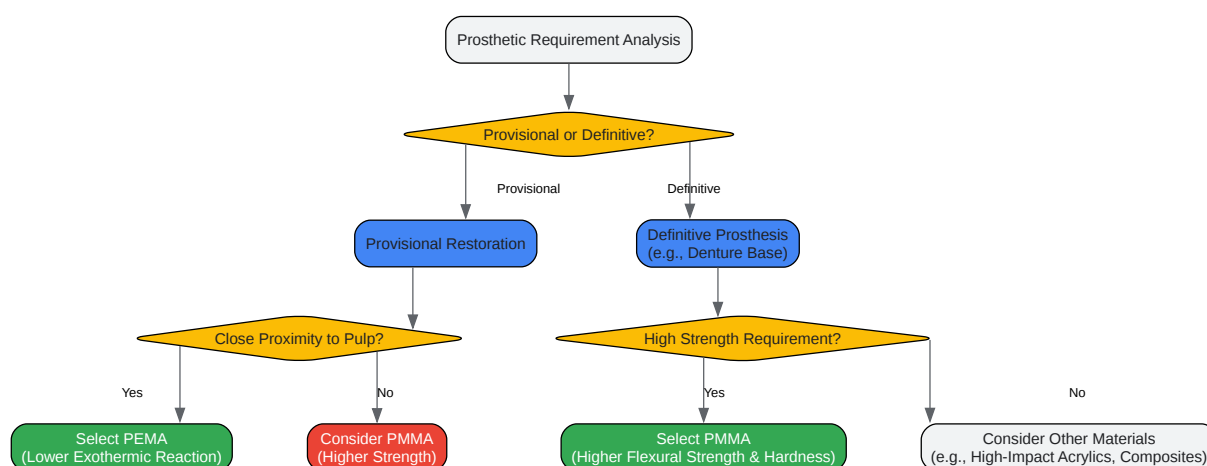 Prosthetic Requirement Analysis
Provisional or Definitive?
Provisional
Definitive
Provisional Restoration
Definitive Prosthesis
(e.g., Denture Base)
Close Proximity to Pulp?
High Strength Requirement?
Yes
No
Yes
No
Select PEMA
(Lower Exothermic Reaction)
Consider PMMA
(Higher Strength)
Select PMMA
(Higher Flexural Strength & Hardness)
Consider Other Materials
(e.g., High-Impact Acrylics, Composites)